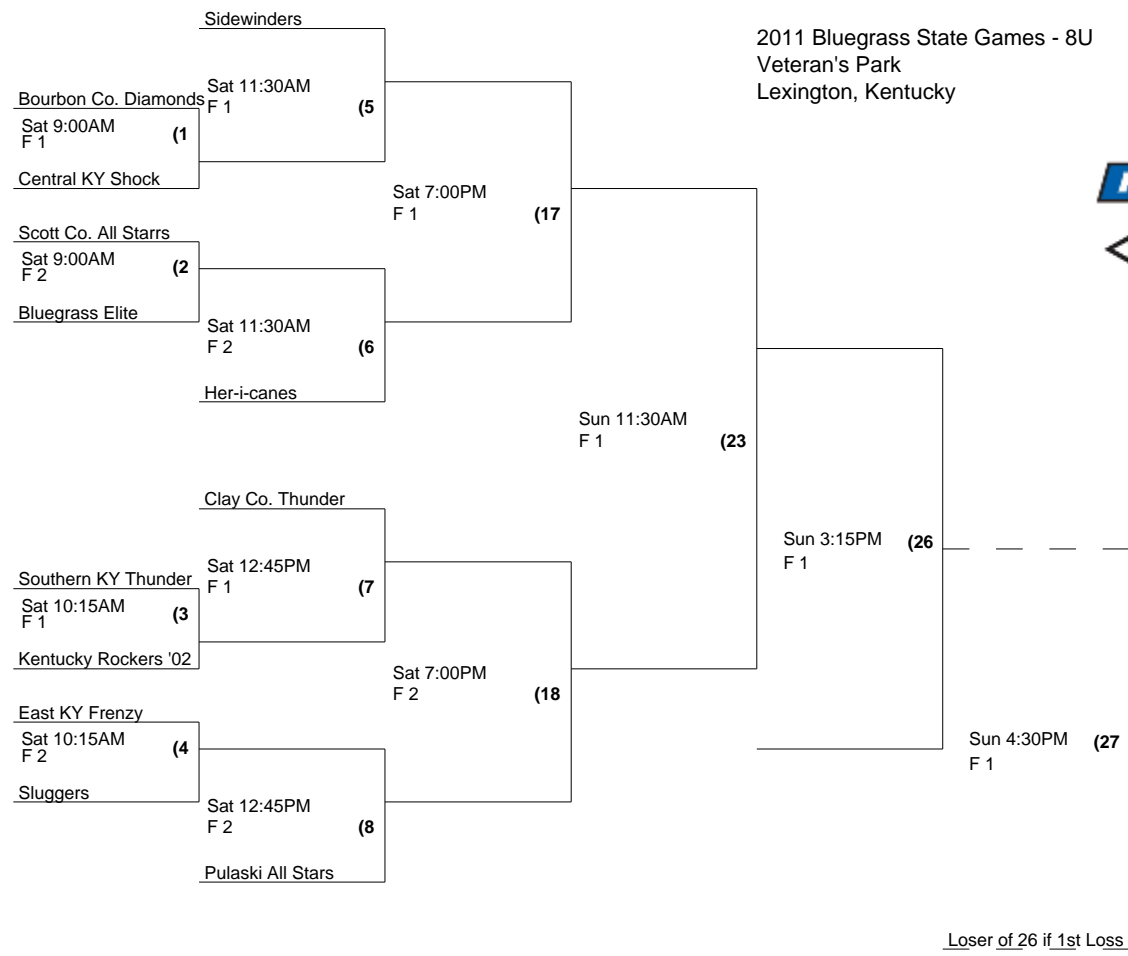 2011 Bluegrass State Games - 8U
Veteran's Park
Lexington, Kentucky
Sidewinders
Sat 11:30AM
F 1 (5
Bourbon Co. Diamonds
Sat 9:00AM
F 1 (1
Central KY Shock
Sat 7:00PM
F 1 (17
Scott Co. All Starrs
Sat 9:00AM
F 2 (2
Bluegrass Elite
Sat 11:30AM
F 2 (6
Her-i-canes
Sun 11:30AM
F 1 (23
Clay Co. Thunder
Sat 12:45PM
F 1 (7
Southern KY Thunder
Sat 10:15AM
F 1 (3
Kentucky Rockers '02
Sun 3:15PM (26
F 1
Sat 7:00PM
F 2 (18
East KY Frenzy
Sat 10:15AM
F 2 (4
Sluggers
Sat 12:45PM
F 2 (8
Pulaski All Stars
Sun 4:30PM (27
F 1
Loser of 26 if 1st Loss